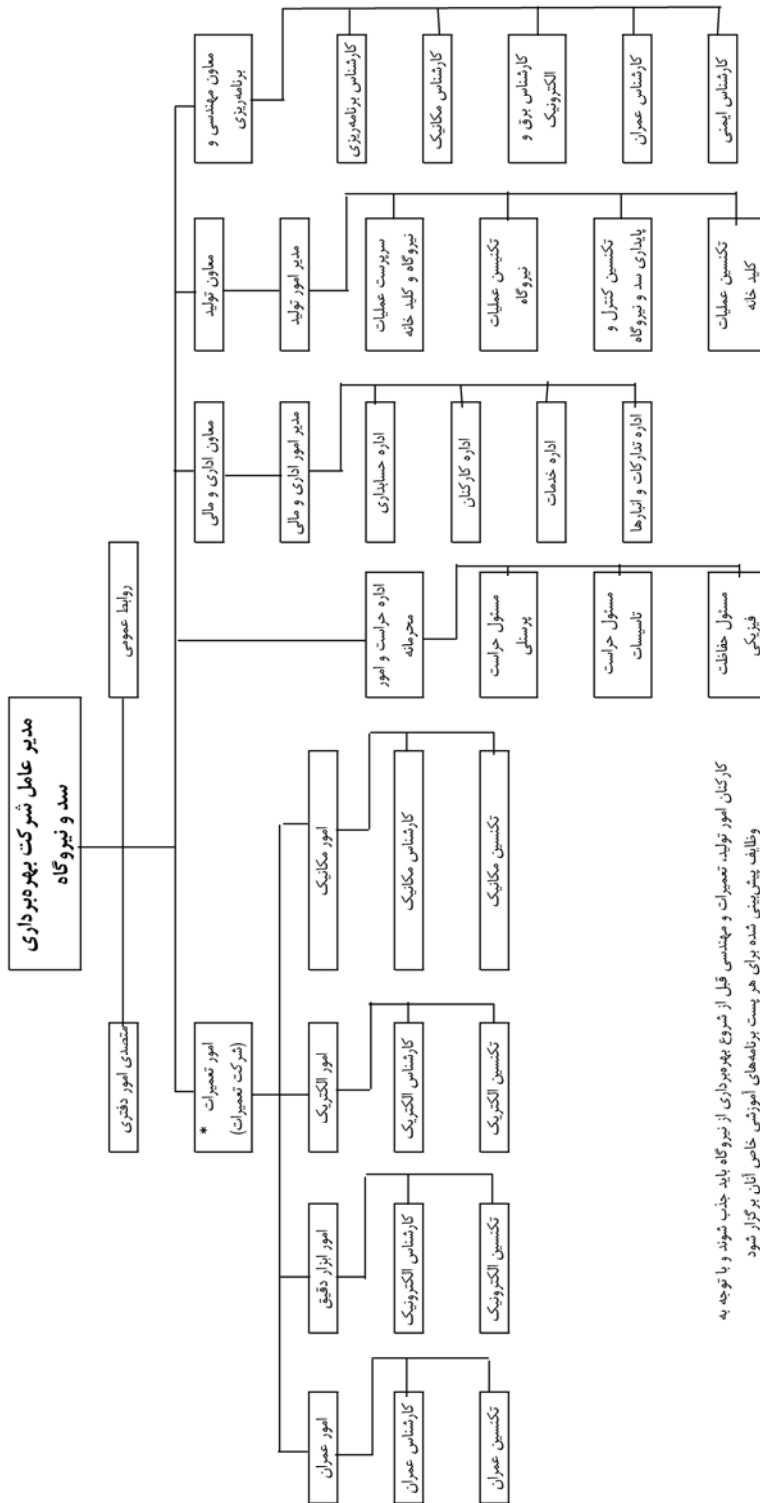 مدیر عامل شرکت بهره‌برداری
سد و نیروگاه
روابط عمومی
متصدی امور دفتری
معاون مهندسی و
برنامه‌ریزی
کارشناس برنامه‌ریزی
کارشناس مکانیک
کارشناس برق و
الکترونیک
کارشناس عمران
کارشناس ایمنی
معاون تولید
مدیر امور تولید
سرپرست عملیات
نیروگاه و کلید خانه
تکنیسین عملیات
نیروگاه
تکنسین کنترل و
پایداری سد و نیروگاه
تکنسین عملیات
کلید خانه
معاون اداری و مالی
مدیر امور اداری و مالی
اداره حسابداری
اداره کارکنان
اداره خدمات
اداره تدارکات و انبارها
اداره حراست و امور
محرمانه
مسئول حراست
پرسنلی
مسئول حراست
تاسیسات
مسئول حفاظت
فیزیکی
امور تعمیرات *
(شرکت تعمیرات)
امور مکانیک
کارشناس مکانیک
تکنسین مکانیک
امور الکتریک
کارشناس الکتریک
تکنسین الکتریک
امور ابزار دقیق
کارشناس الکترونیک
تکنسین الکترونیک
امور عمران
کارشناس عمران
تکنسین عمران
کارکنان امور تولید، تعمیرات و مهندسی قبل از شروع بهره‌برداری از نیروگاه باید جذب شوند و با توجه به
وظایف پیش‌بینی شده برای هر پست برنامه‌های آموزشی خاص آنان برگزار شود